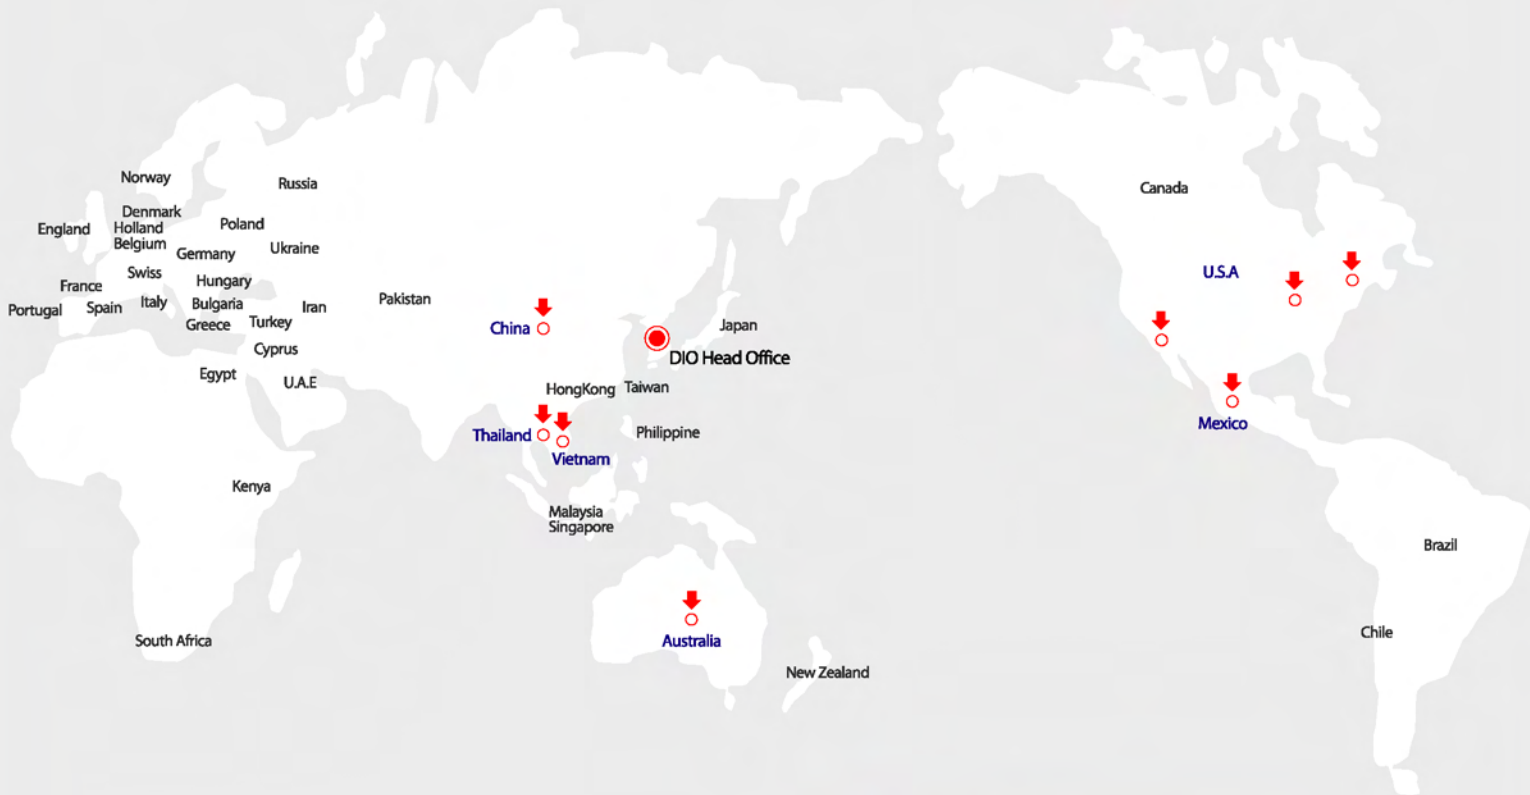 Norway
Russia
Denmark
England
Holland
Poland
Belgium
Germany
Ukraine
Swiss
Hungary
France
Portugal
Spain
Italy
Bulgaria
Iran
Greece
Turkey
Cyprus
Egypt
U.A.E
Pakistan
China
Japan
DIO Head Office
HongKong
Taiwan
Thailand
Philippine
Vietnam
Kenya
Malaysia
Singapore
South Africa
Australia
New Zealand
Canada
U.S.A
Mexico
Brazil
Chile